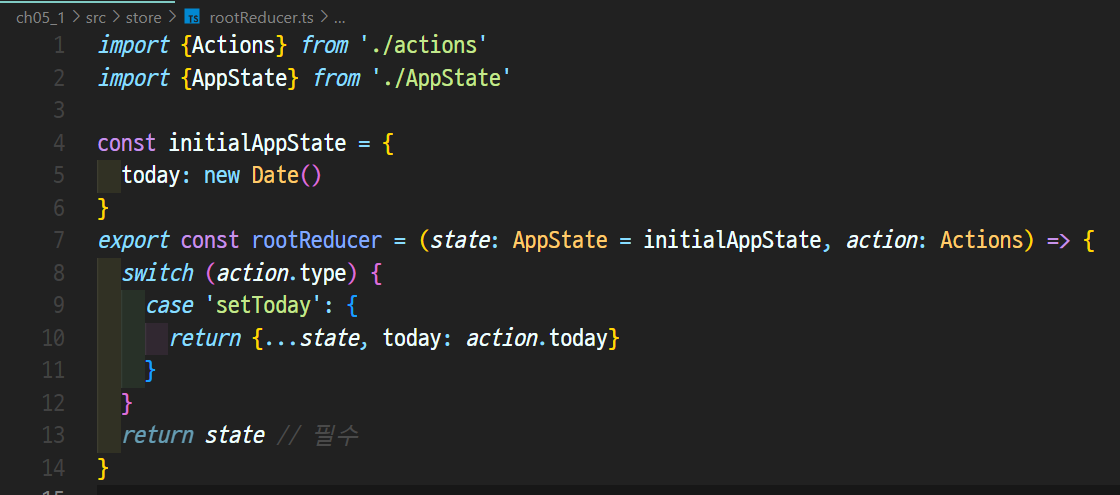 ch05_1 > src > store > TS rootReducer.ts > ...
1 import {Actions} from './actions'
2 import {AppState} from './AppState'
3
4 const initialAppState = {
5   today: new Date()
6 }
7 export const rootReducer = (state: AppState = initialAppState, action: Actions) => {
8   switch (action.type) {
9     case 'setToday': {
10       return {...state, today: action.today}
11     }
12   }
13   return state // 필수
14 }
15